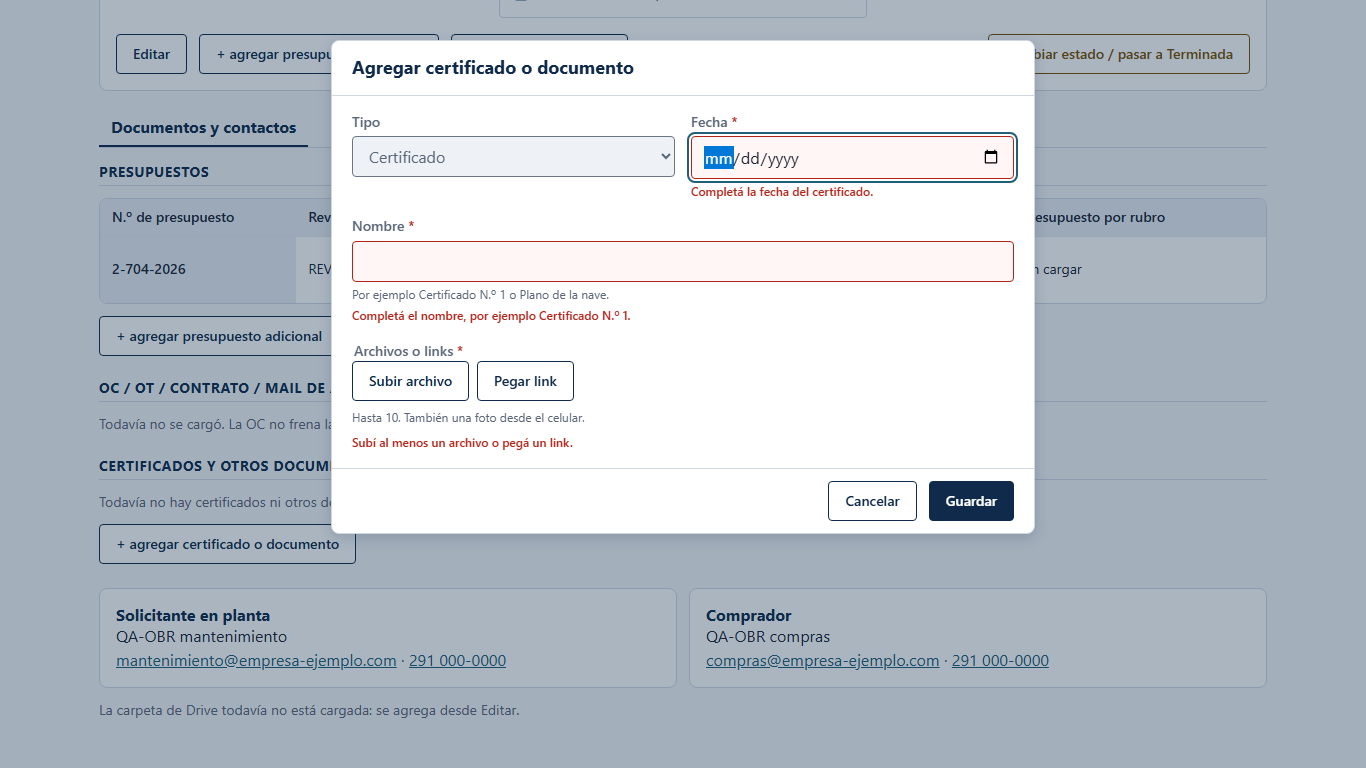 Editar
+ agregar
biar estado / pasar a Terminada
Agregar certificado o documento
Tipo
Fecha *
Certificado
mm/dd/yyyy
Completá la fecha del certificado.
Nombre *
Por ejemplo Certificado N.º 1 o Plano de la nave.
Completá el nombre, por ejemplo Certificado N.º 1.
Archivos o links *
Subir archivo
Pegar link
Hasta 10. También una foto desde el celular.
Subí al menos un archivo o pegá un link.
Cancelar
Guardar
Documentos y contactos
PRESUPUESTOS
N.º de presupuesto
Rev
esupuesto por rubro
2-704-2026
REV
cargar
+ agregar presupuesto adicional
OC / OT / CONTRATO / MAIL DE
Todavía no se cargó. La OC no frena la
CERTIFICADOS Y OTROS DOCUM
Todavía no hay certificados ni otros
+ agregar certificado o documento
Solicitante en planta
QA-OBR mantenimiento
mantenimiento@empresa-ejemplo.com · 291 000-0000
Comprador
QA-OBR compras
compras@empresa-ejemplo.com · 291 000-0000
La carpeta de Drive todavía no está cargada: se agrega desde Editar.